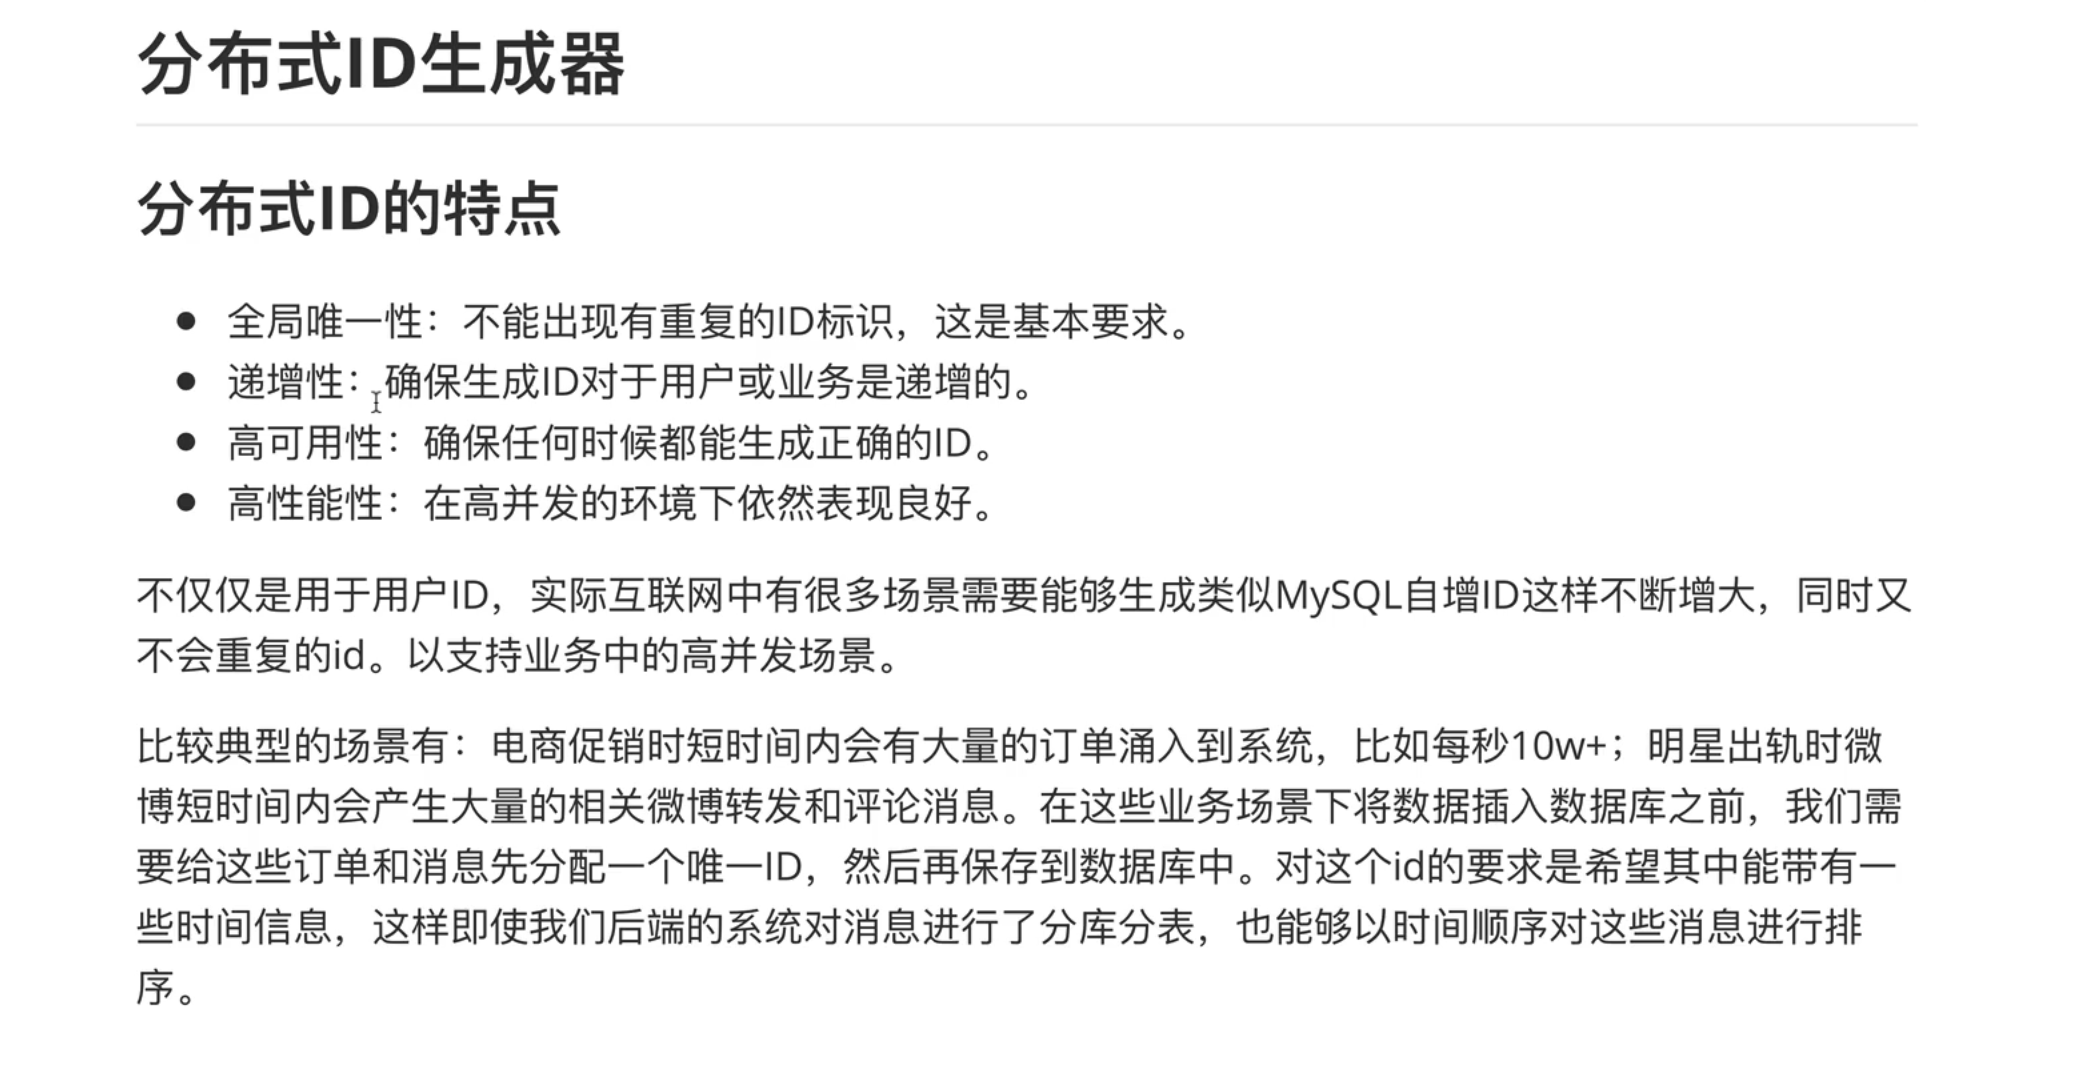 分布式ID生成器
分布式ID的特点
全局唯一性：不能出现有重复的ID标识，这是基本要求。
递增性：确保生成ID对于用户或业务是递增的。
高可用性：确保任何时候都能生成正确的ID。
高性能性：在高并发的环境下依然表现良好。
不仅仅是用于用户ID，实际互联网中有很多场景需要能够生成类似MySQL自增ID这样不断增大，同时又
不会重复的id。以支持业务中的高并发场景。
比较典型的场景有：电商促销时短时间内会有大量的订单涌入到系统，比如每秒10w+；明星出轨时微
博短时间内会产生大量的相关微博转发和评论消息。在这些业务场景下将数据插入数据库之前，我们需
要给这些订单和消息先分配一个唯一ID，然后再保存到数据库中。对这个id的要求是希望其中能带有一
些时间信息，这样即使我们后端的系统对消息进行了分库分表，也能够以时间顺序对这些消息进行排
序。